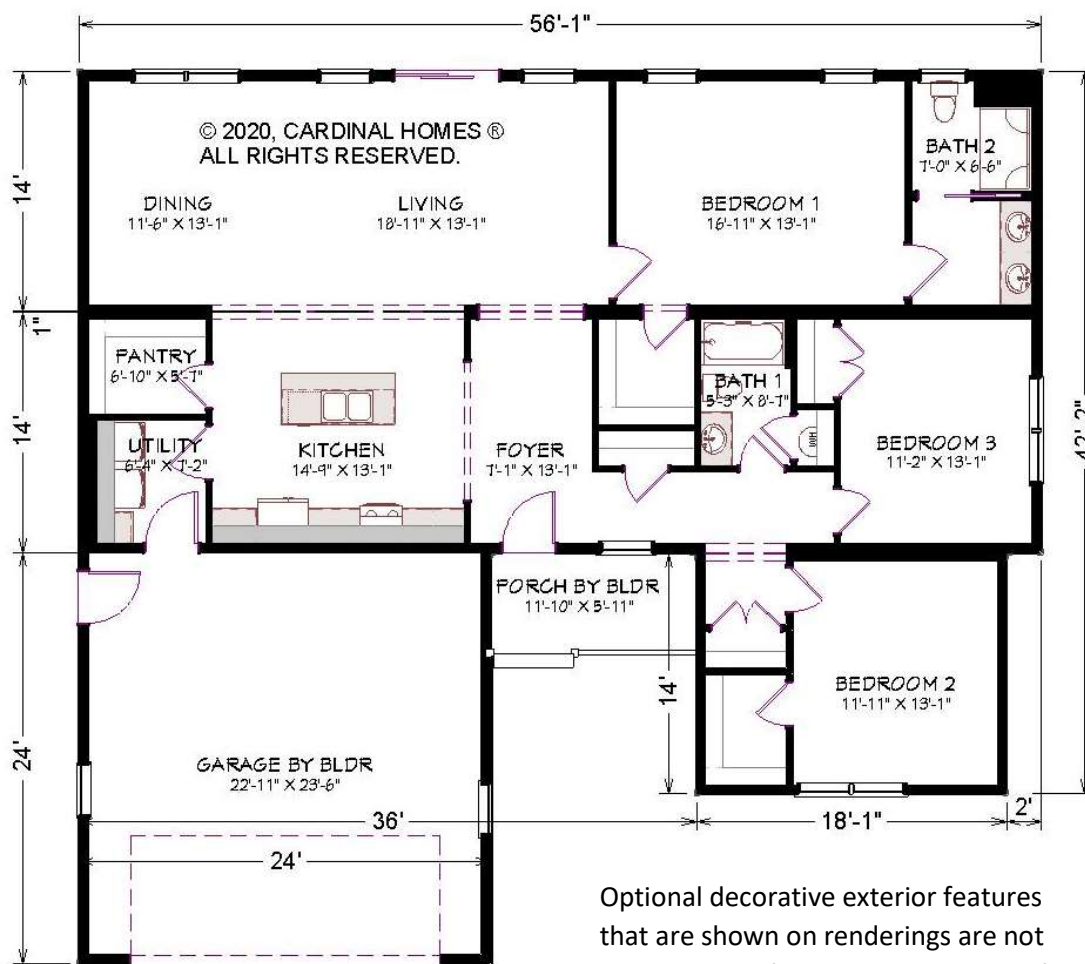 56'-1"
© 2020, CARDINAL HOMES ®
ALL RIGHTS RESERVED.
14'
DINING
11'-6" X 13'-1"
LIVING
18'-11" X 13'-1"
BEDROOM 1
16'-11" X 13'-1"
BATH 2
7'-0" X 6'-6"
1"
PANTRY
6'-10" X 5'-7"
14'
UTILITY
6'-4" X 7'-2"
KITCHEN
14'-9" X 13'-1"
FOYER
7'-1" X 13'-1"
BATH 1
5'-3" X 8'-7"
WH
BEDROOM 3
11'-2" X 13'-1"
42'-2"
PORCH BY BLDR
11'-10" X 5'-11"
14'
BEDROOM 2
11'-11" X 13'-1"
24'
GARAGE BY BLDR
22'-11" X 23'-6"
36'
18'-1"
2'
24'
Optional decorative exterior features
that are shown on renderings are not